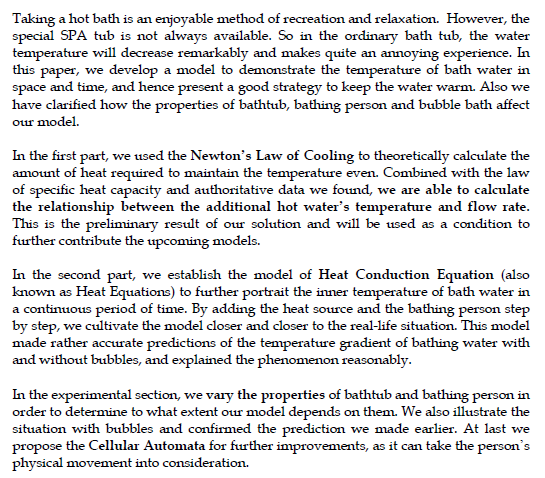 Taking a hot bath is an enjoyable method of recreation and relaxation. However, the
special SPA tub is not always available. So in the ordinary bath tub, the water
temperature will decrease remarkably and makes quite an annoying experience. In
this paper, we develop a model to demonstrate the temperature of bath water in
space and time, and hence present a good strategy to keep the water warm. Also we
have clarified how the properties of bathtub, bathing person and bubble bath affect
our model.
In the first part, we used the Newton's Law of Cooling to theoretically calculate the
amount of heat required to maintain the temperature even. Combined with the law
of specific heat capacity and authoritative data we found, we are able to calculate
the relationship between the additional hot water's temperature and flow rate.
This is the preliminary result of our solution and will be used as a condition to
further contribute the upcoming models.
In the second part, we establish the model of Heat Conduction Equation (also
known as Heat Equations) to further portrait the inner temperature of bath water in
a continuous period of time. By adding the heat source and the bathing person step
by step, we cultivate the model closer and closer to the real-life situation. This model
made rather accurate predictions of the temperature gradient of bathing water with
and without bubbles, and explained the phenomenon reasonably.
In the experimental section, we vary the properties of bathtub and bathing person in
order to determine to what extent our model depends on them. We also illustrate the
situation with bubbles and confirmed the prediction we made earlier. At last we
propose the Cellular Automata for further improvements, as it can take the person's
physical movement into consideration.